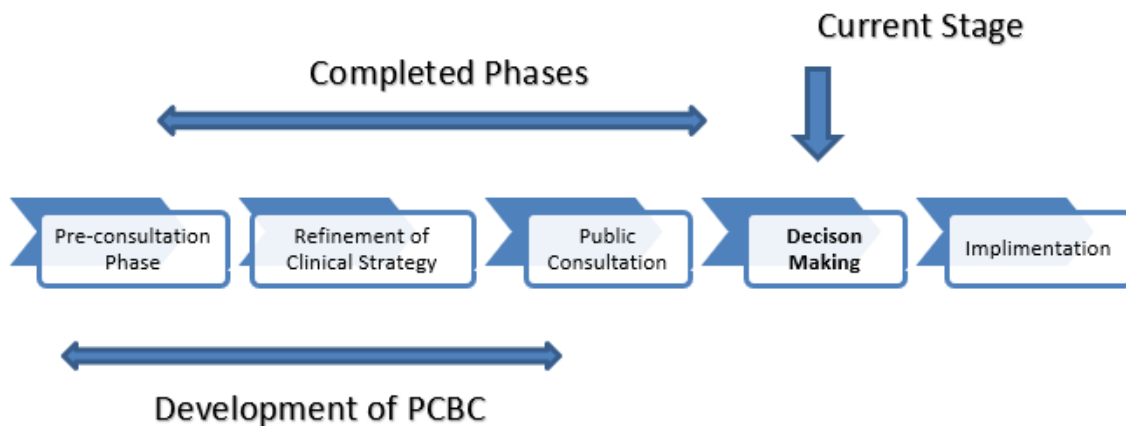 Current Stage
Completed Phases
Pre-consultation
Phase
Refinement of
Clinical Strategy
Public
Consultation
Decison
Making
Implimentation
Development of PCBC